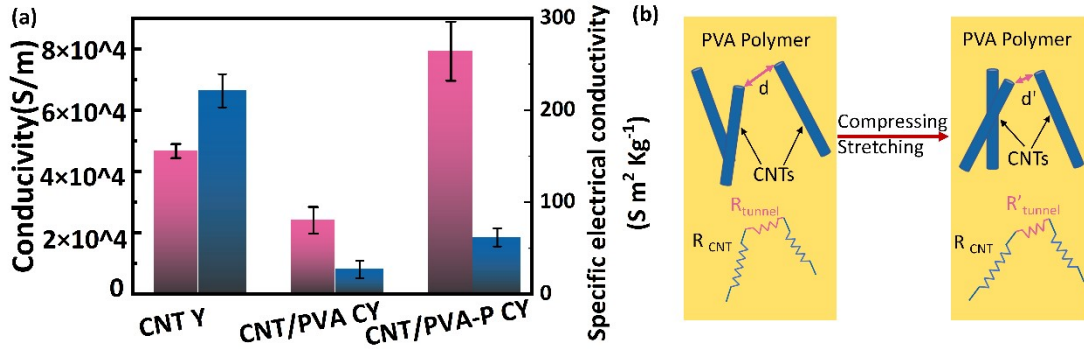 (a)
Conducivity(S/m)
8×10^4
6×10^4
4×10^4
2×10^4
0
300
200
100
0
Specific electrical conductivity
(S m² Kg⁻¹)
CNT Y
CNT/PVA CY
CNT/PVA-P CY
(b)
PVA Polymer
d
CNTs
R tunnel
R CNT
Compressing
Stretching
PVA Polymer
d'
CNTs
R' tunnel
R CNT